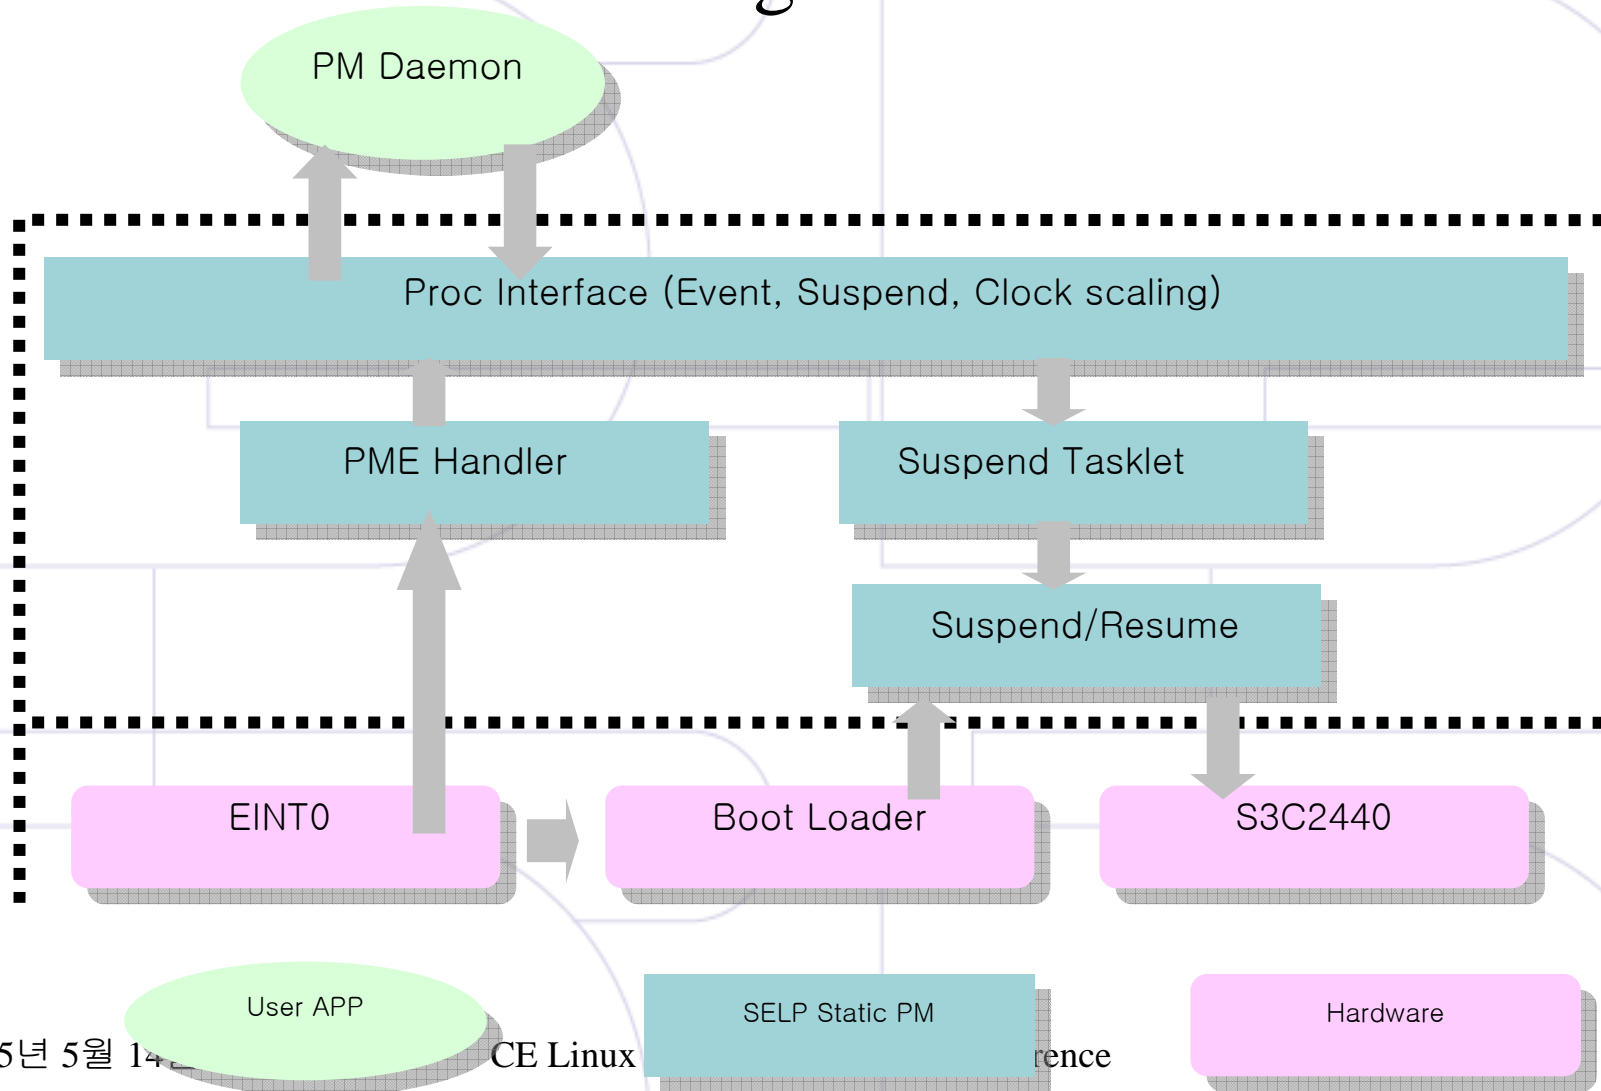 PM Daemon
Proc Interface (Event, Suspend, Clock scaling)
PME Handler
Suspend Tasklet
Suspend/Resume
EINT0
Boot Loader
S3C2440
User APP
SELP Static PM
Hardware
5년 5월 CE Linux